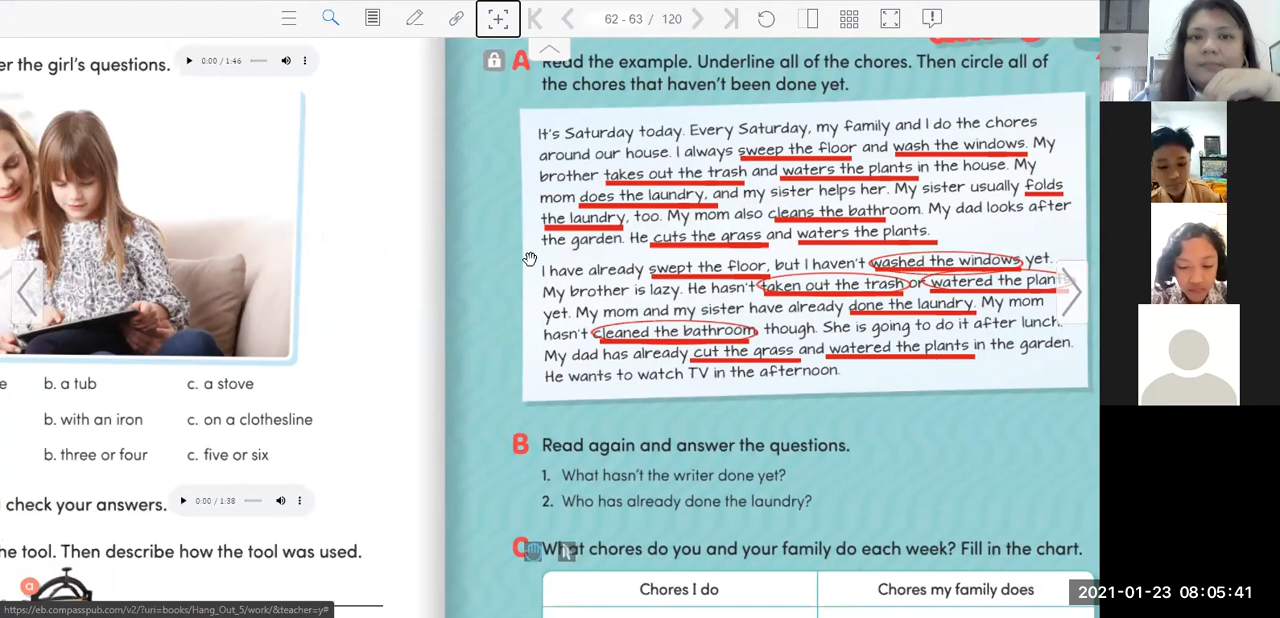 62 - 63 / 120
er the girl's questions.
0:00 / 1:46
b. a tub
c. a stove
b. with an iron
c. on a clothesline
b. three or four
c. five or six
check your answers.
0:00 / 1:38
he tool. Then describe how the tool was used.
a
https://eb.compasspub.com/v2/?uri=books/Hang_Out_5/work/&teacher=y#
A Read the example. Underline all of the chores. Then circle all of
the chores that haven't been done yet.
It's Saturday today. Every Saturday, my family and I do the chores
around our house. I always sweep the floor and wash the windows. My
brother takes out the trash and waters the plants in the house. My
mom does the laundry, and my sister helps her. My sister usually folds
the laundry, too. My mom also cleans the bathroom. My dad looks after
the garden. He cuts the grass and waters the plants.
I have already swept the floor, but I haven't washed the windows yet.
My brother is lazy. He hasn't taken out the trash or watered the plants
yet. My mom and my sister have already done the laundry. My mom
hasn't cleaned the bathroom though. She is going to do it after lunch.
My dad has already cut the grass and watered the plants in the garden.
He wants to watch TV in the afternoon.
B Read again and answer the questions.
1. What hasn't the writer done yet?
2. Who has already done the laundry?
C What chores do you and your family do each week? Fill in the chart.
Chores I do
Chores my family does
2021-01-23 08:05:41